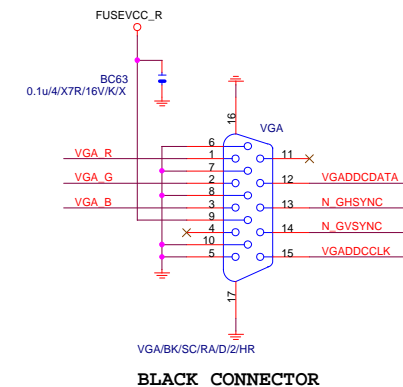 FUSEVCC_R
BC63
0.1u/4/X7R/16V/K/X
16
VGA
6
VGA_R 1 11
7
VGA_G 2 12 VGADDCDATA
8
VGA_B 3 13 N_GHSYNC
9
4 14 N_GVSYNC
10
5 15 VGADDCCLK
17
VGA/BK/SC/RA/D/2/HR
BLACK CONNECTOR